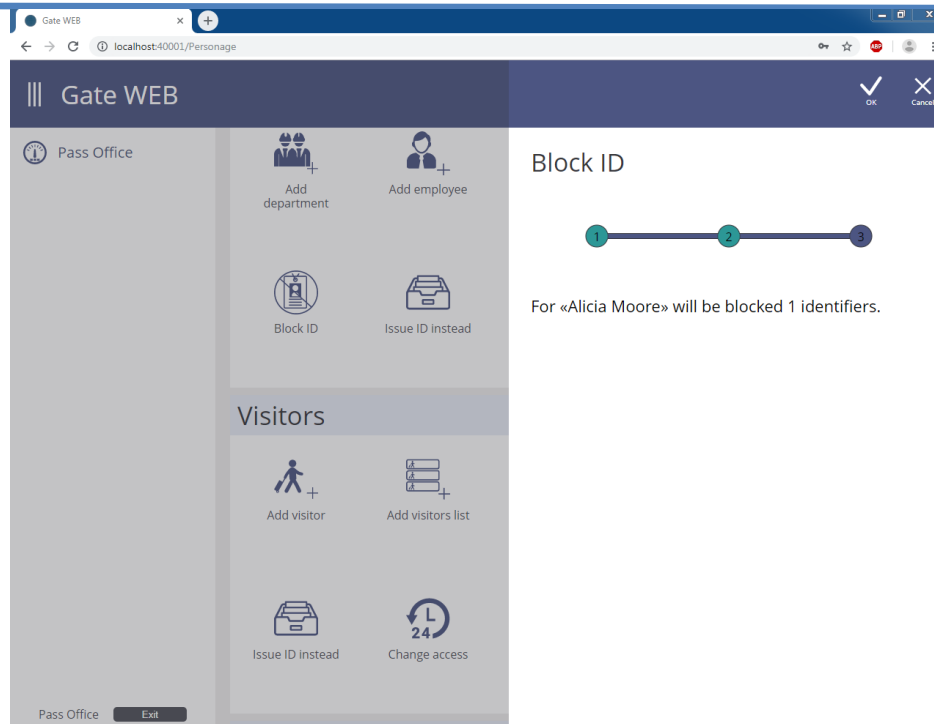 Gate WEB
localhost:40001/Personage
ABP
Gate WEB
OK
Cancel
Pass Office
Add
department
Add employee
Block ID
Issue ID instead
Visitors
Add visitor
Add visitors list
Issue ID instead
24
Change access
Block ID
1
2
3
For «Alicia Moore» will be blocked 1 identifiers.
Pass Office
Exit